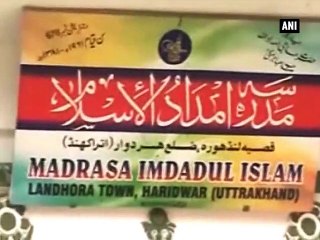 ANI
مدرسہ امداد الاسلام
قصبہ لنڈھورہ، ضلع ہردوار (اتراکھنڈ)
MADRASA IMDADUL ISLAM
LANDHORA TOWN, HARIDWAR (UTTRAKHAND)